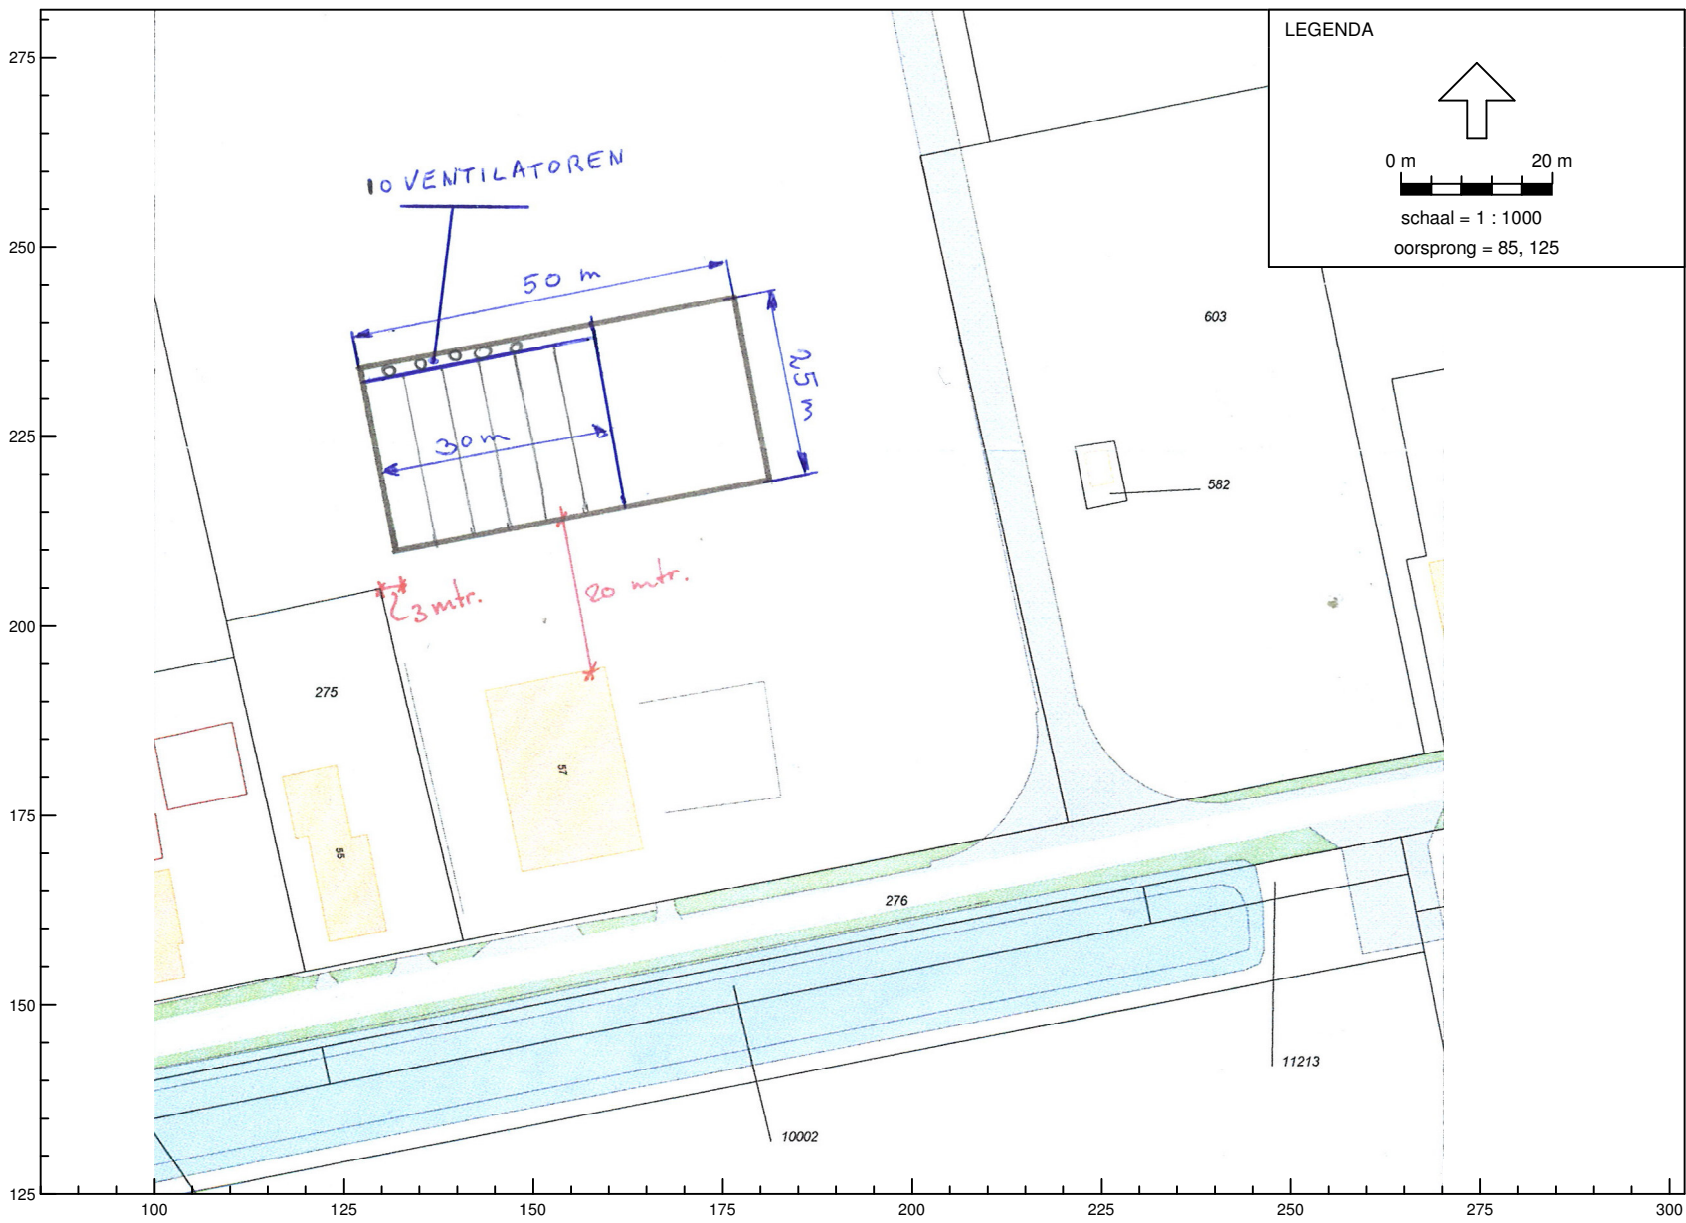 LEGENDA
0 m 20 m
schaal = 1 : 1000
oorsprong = 85, 125
275
250
225
200
175
150
125
10 VENTILATOREN
50 m
25 m
30 m
3 mtr.
20 mtr.
603
582
275
57
55
276
11213
10002
100 125 150 175 200 225 250 275 300